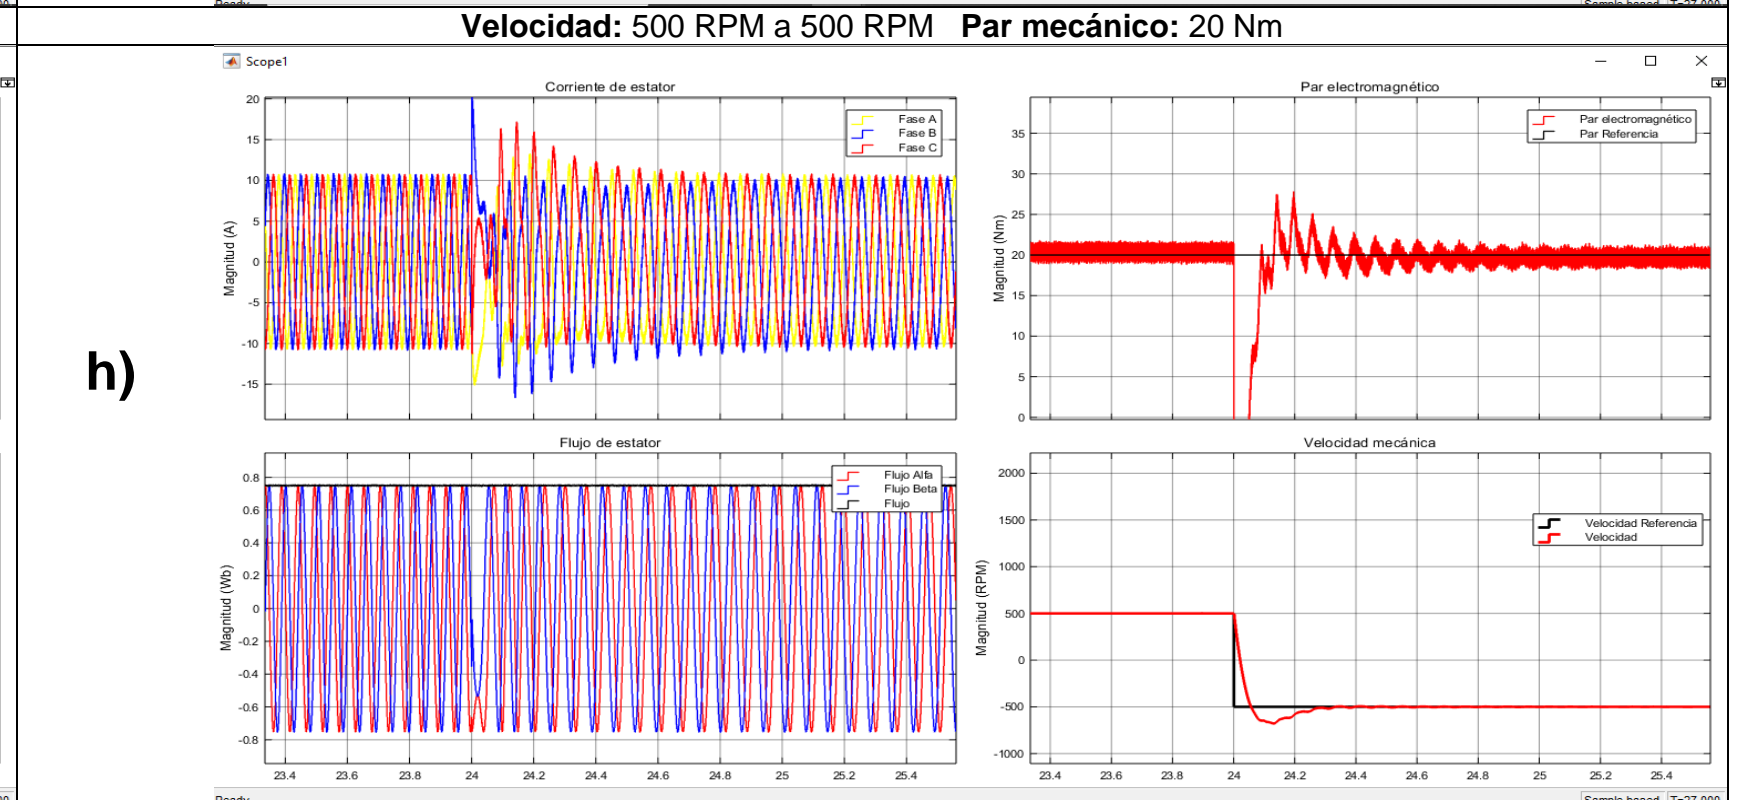 Velocidad: 500 RPM a 500 RPM Par mecánico: 20 Nm
Scope1
h)
Corriente de estator
Magnitud (A)
20
15
10
5
0
-5
-10
-15
Fase A
Fase B
Fase C
Par electromagnético
Magnitud (Nm)
35
30
25
20
15
10
5
0
Par electromagnético
Par Referencia
Flujo de estator
Magnitud (Wb)
0.8
0.6
0.4
0.2
0
-0.2
-0.4
-0.6
-0.8
Flujo Alfa
Flujo Beta
Flujo
23.4 23.6 23.8 24 24.2 24.4 24.6 24.8 25 25.2 25.4
Velocidad mecánica
Magnitud (RPM)
2000
1500
1000
500
0
-500
-1000
Velocidad Referencia
Velocidad
23.4 23.6 23.8 24 24.2 24.4 24.6 24.8 25 25.2 25.4